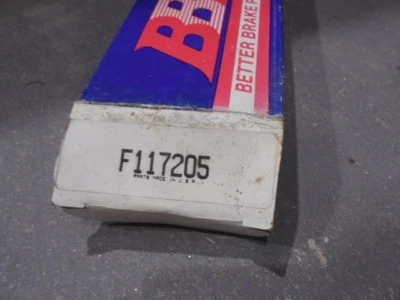 BB
BETTER BRAKE P
F117205
PARTS MADE IN U.S.A.